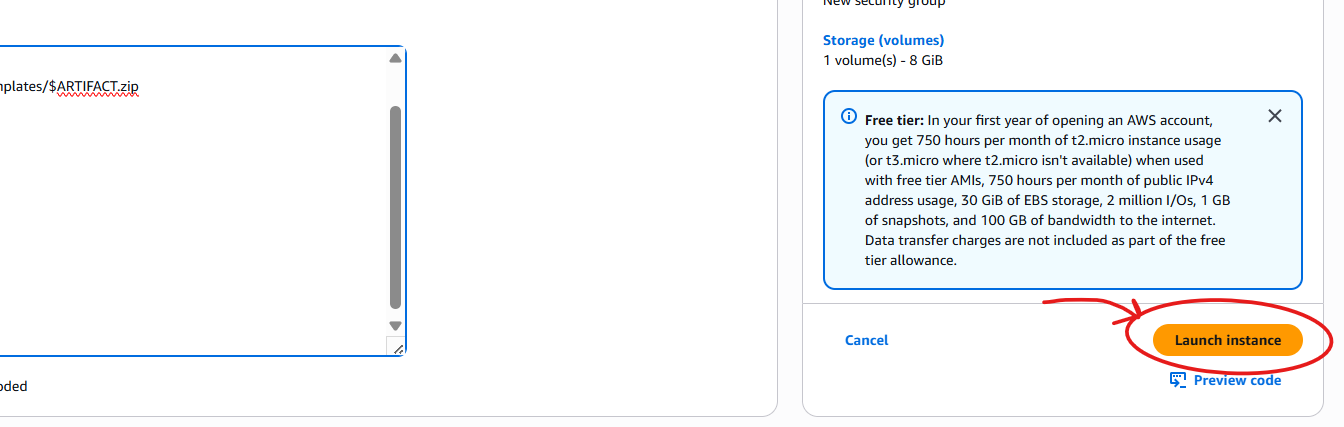 New security group
Storage (volumes)
1 volume(s) - 8 GiB
mplates/$ARTIFACT.zip
Free tier: In your first year of opening an AWS account,
you get 750 hours per month of t2.micro instance usage
(or t3.micro where t2.micro isn't available) when used
with free tier AMIs, 750 hours per month of public IPv4
address usage, 30 GiB of EBS storage, 2 million I/Os, 1 GB
of snapshots, and 100 GB of bandwidth to the internet.
Data transfer charges are not included as part of the free
tier allowance.
Cancel
Launch instance
Preview code
oded